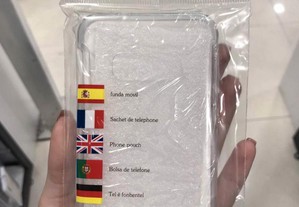 funda movil
Sachet de telephone
Phone pouch
Bolsa de telefone